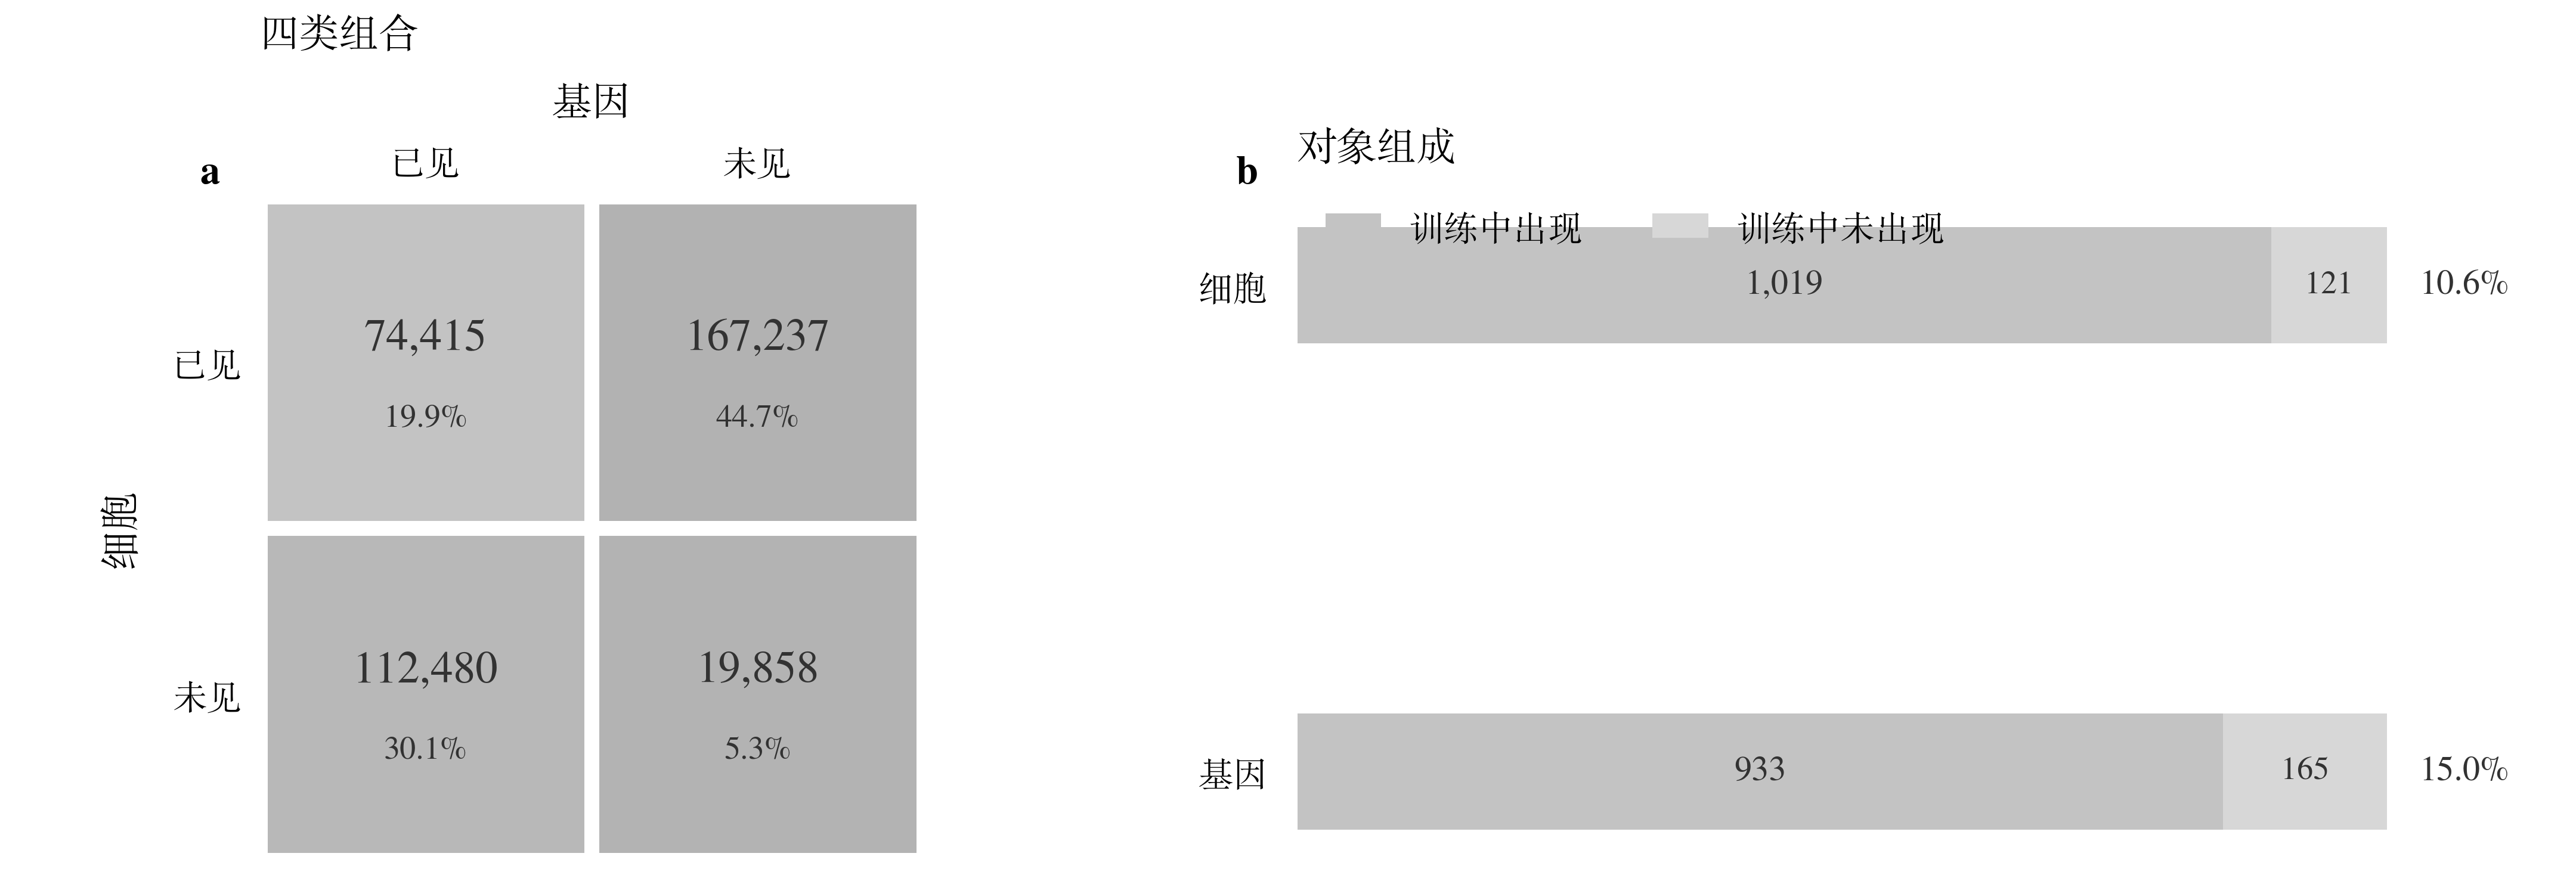 四类组合
基因
a
已见
未见
细胞
已见
74,415
19.9%
167,237
44.7%
未见
112,480
30.1%
19,858
5.3%
b
对象组成
训练中出现
训练中未出现
细胞
1,019
121
10.6%
基因
933
165
15.0%